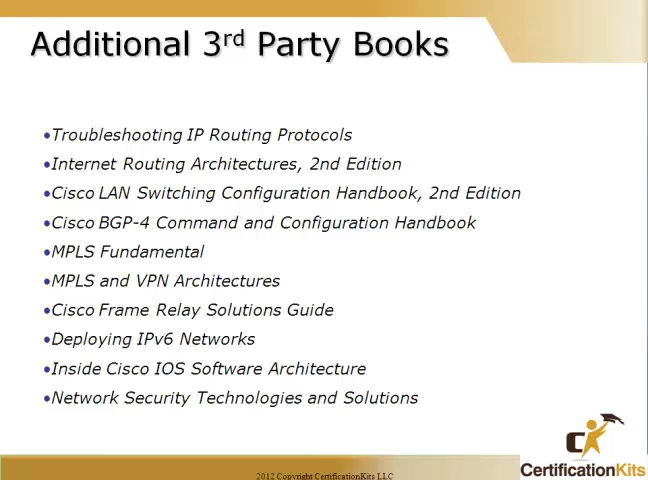 Additional 3rd Party Books
•Troubleshooting IP Routing Protocols
•Internet Routing Architectures, 2nd Edition
•Cisco LAN Switching Configuration Handbook, 2nd Edition
•Cisco BGP-4 Command and Configuration Handbook
•MPLS Fundamental
•MPLS and VPN Architectures
•Cisco Frame Relay Solutions Guide
•Deploying IPv6 Networks
•Inside Cisco IOS Software Architecture
•Network Security Technologies and Solutions
CK
CertificationKits
2012 Copyright CertificationKits LLC